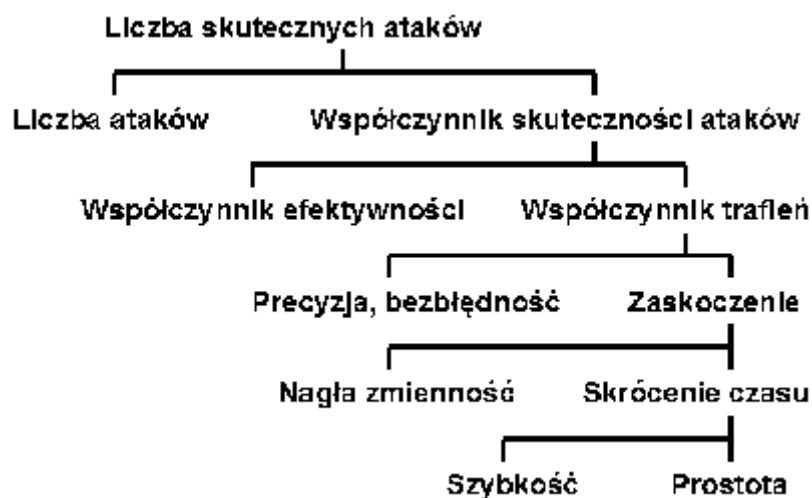 Liczba skutecznych ataków
Liczba ataków Współczynnik skuteczności ataków
Współczynnik efektywności Współczynnik trafień
Precyzja, bezbłędność Zaskoczenie
Nagła zmienność Skrócenie czasu
Szybkość Prostota